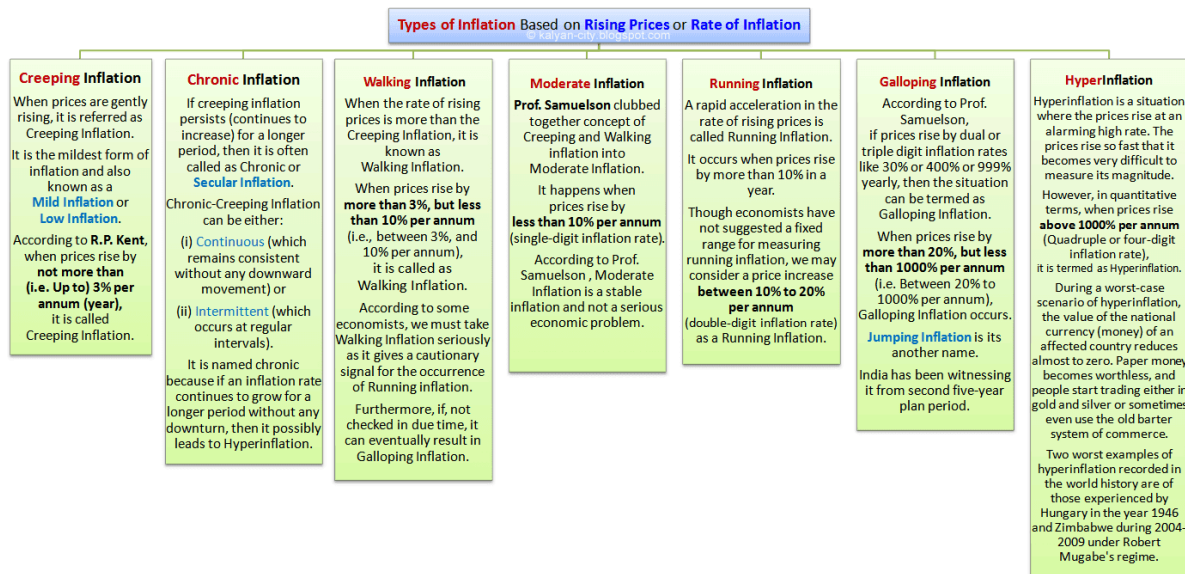 Types of Inflation Based on Rising Prices or Rate of Inflation
© kalyan-city.blogspot.com
Creeping Inflation
When prices are gently
rising, it is referred as
Creeping Inflation.
It is the mildest form of
inflation and also
known as a
Mild Inflation or
Low Inflation.
According to R.P. Kent,
when prices rise by
not more than
(i.e. Up to) 3% per
annum (year),
it is called
Creeping Inflation.
Chronic Inflation
If creeping inflation
persists (continues to
increase) for a longer
period, then it is often
called as Chronic or
Secular Inflation.
Chronic-Creeping Inflation
can be either:
(i) Continuous (which
remains consistent
without any downward
movement) or
(ii) Intermittent (which
occurs at regular
intervals).
It is named chronic
because if an inflation rate
continues to grow for a
longer period without any
downturn, then it possibly
leads to Hyperinflation.
Walking Inflation
When the rate of rising
prices is more than the
Creeping Inflation, it is
known as
Walking Inflation.
When prices rise by
more than 3%, but less
than 10% per annum
(i.e., between 3%, and
10% per annum),
it is called as
Walking Inflation.
According to some
economists, we must take
Walking Inflation seriously
as it gives a cautionary
signal for the occurrence
of Running inflation.
Furthermore, if, not
checked in due time, it
can eventually result in
Galloping Inflation.
Moderate Inflation
Prof. Samuelson clubbed
together concept of
Creeping and Walking
inflation into
Moderate Inflation.
It happens when
prices rise by
less than 10% per annum
(single-digit inflation rate).
According to Prof.
Samuelson , Moderate
Inflation is a stable
inflation and not a serious
economic problem.
Running Inflation
A rapid acceleration in the
rate of rising prices is
called Running Inflation.
It occurs when prices rise
by more than 10% in a
year.
Though economists have
not suggested a fixed
range for measuring
running inflation, we may
consider a price increase
between 10% to 20%
per annum
(double-digit inflation rate)
as a Running Inflation.
Galloping Inflation
According to Prof.
Samuelson,
if prices rise by dual or
triple digit inflation rates
like 30% or 400% or 999%
yearly, then the situation
can be termed as
Galloping Inflation.
When prices rise by
more than 20%, but less
than 1000% per annum
(i.e. Between 20% to
1000% per annum),
Galloping Inflation occurs.
Jumping Inflation is its
another name.
India has been witnessing
it from second five-year
plan period.
HyperInflation
Hyperinflation is a situation
where the prices rise at an
alarming high rate. The
prices rise so fast that it
becomes very difficult to
measure its magnitude.
However, in quantitative
terms, when prices rise
above 1000% per annum
(Quadruple or four-digit
inflation rate),
it is termed as Hyperinflation.
During a worst-case
scenario of hyperinflation,
the value of the national
currency (money) of an
affected country reduces
almost to zero. Paper money
becomes worthless, and
people start trading either in
gold and silver or sometimes
even use the old barter
system of commerce.
Two worst examples of
hyperinflation recorded in
the world history are of
those experienced by
Hungary in the year 1946
and Zimbabwe during 2004-
2009 under Robert
Mugabe's regime.